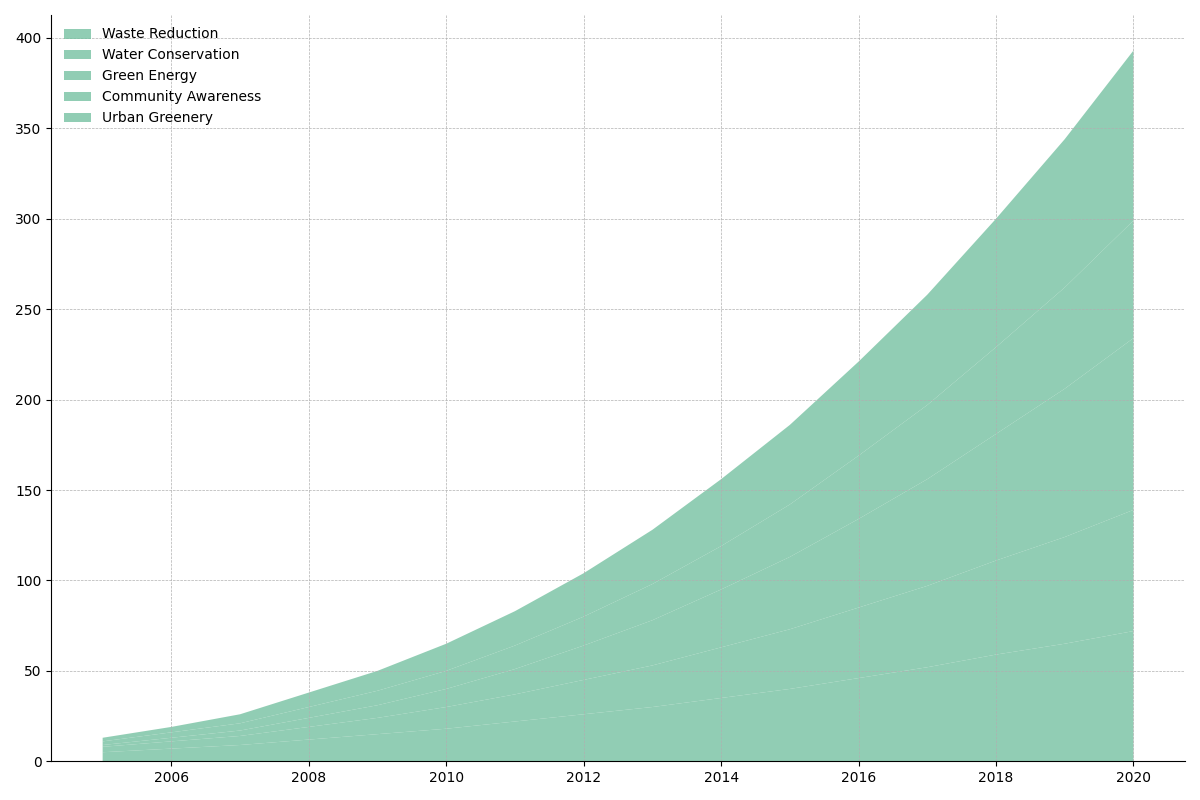 Waste Reduction
Water Conservation
Green Energy
Community Awareness
Urban Greenery
400
350
300
250
200
150
100
50
0
2006 2008 2010 2012 2014 2016 2018 2020